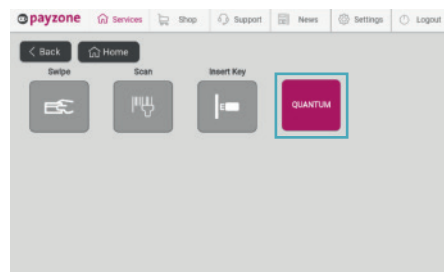 payzone Services Shop Support News Settings Logout
< Back Home
Swipe Scan Insert Key
QUANTUM